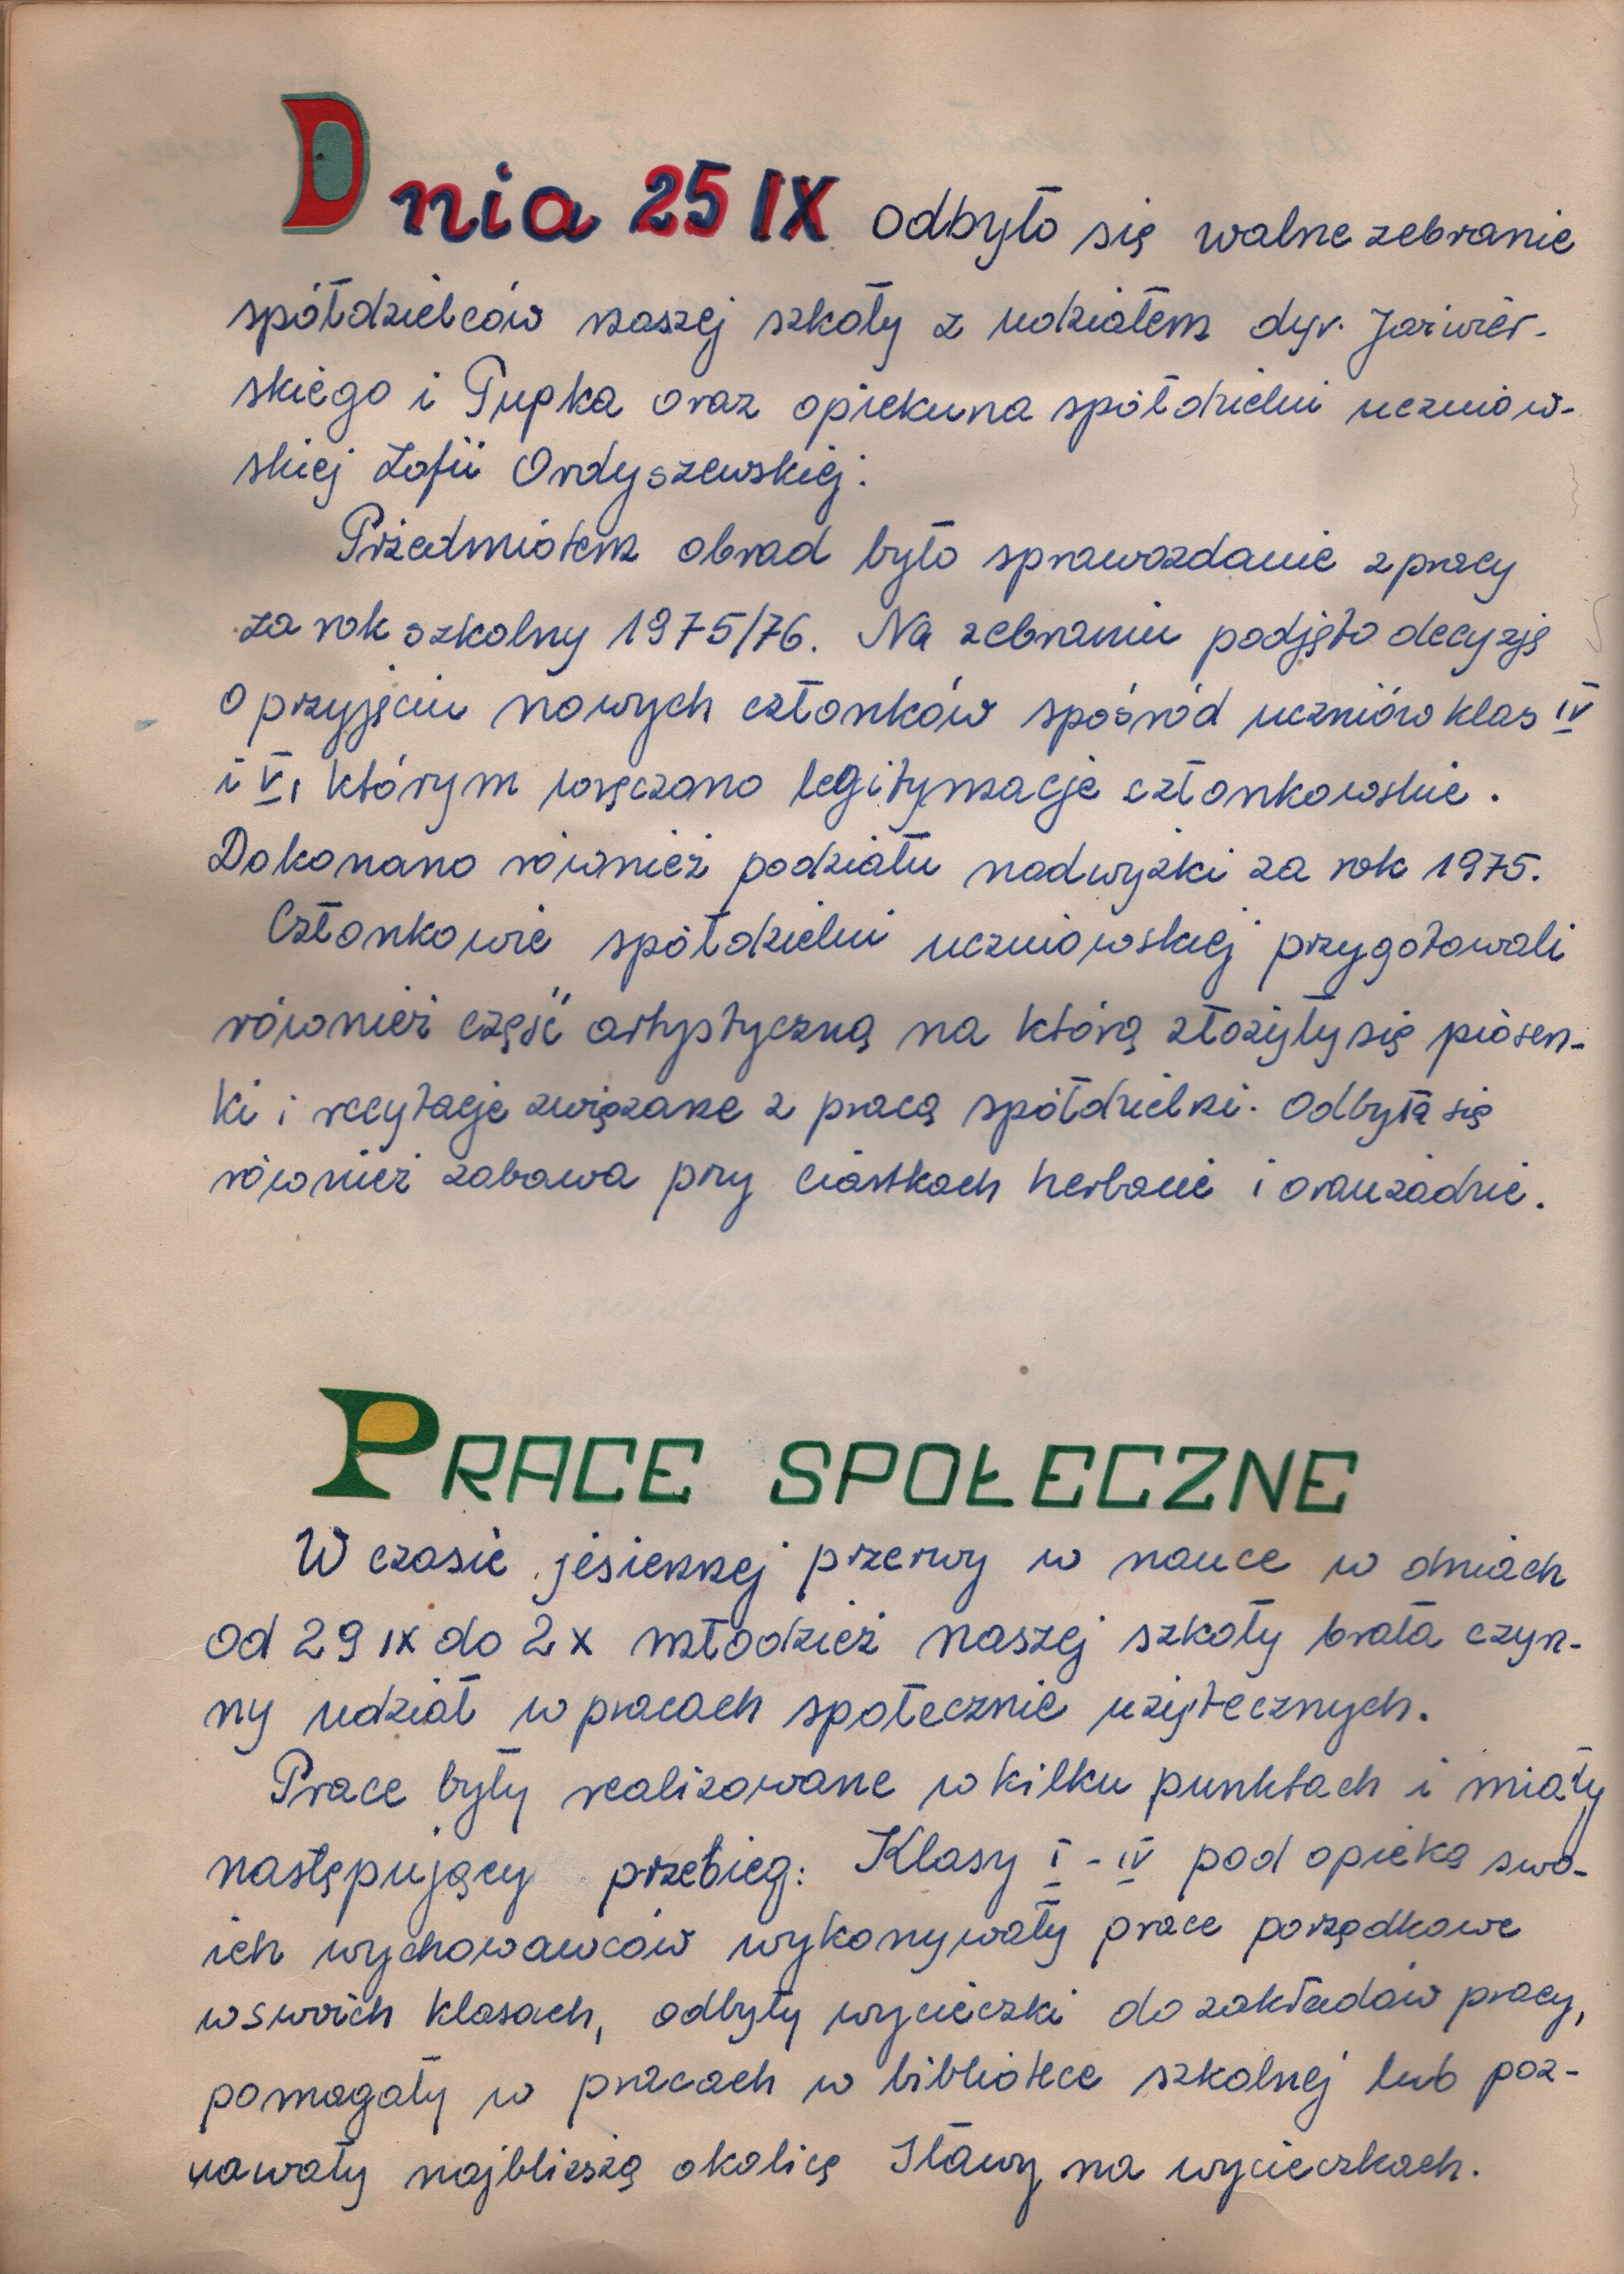 Dnia 25 IX odbyło się walne zebranie
spółdzielców naszej szkoły z udziałem dyr. Jaźwier-
skiego i Pupka oraz opiekuna spółdzielni uczniow-
skiej Zofii Ordyszewskiej.
Przedmiotem obrad było sprawozdanie z pracy
za rok szkolny 1975/76. Na zebraniu podjęto decyzję
o przyjęciu nowych członków spośród uczniów klas IV
i V, którym wręczono legitymacje członkowskie.
Dokonano również podziału nadwyżki za rok 1975.
Członkowie spółdzielni uczniowskiej przygotowali
również część artystyczną na którą złożyły się piosen-
ki i recytacje związane z pracą spółdzielni. Odbyła się
również zabawa przy ciastkach herbacie i oranżadzie.
PRACE SPOŁECZNE
W czasie jesiennej przerwy w nauce w dniach
od 29 IX do 2 X młodzież naszej szkoły brała czyn-
ny udział w pracach społecznie użytecznych.
Prace były realizowane w kilku punktach i miały
następujący przebieg: Klasy I - IV pod opieką swo-
ich wychowawców wykonywały prace porządkowe
w swoich klasach, odbyły wycieczki do zakładów pracy,
pomagały w pracach w bibliotece szkolnej lub poz-
nawały najbliższą okolicę Iławy na wycieczkach.